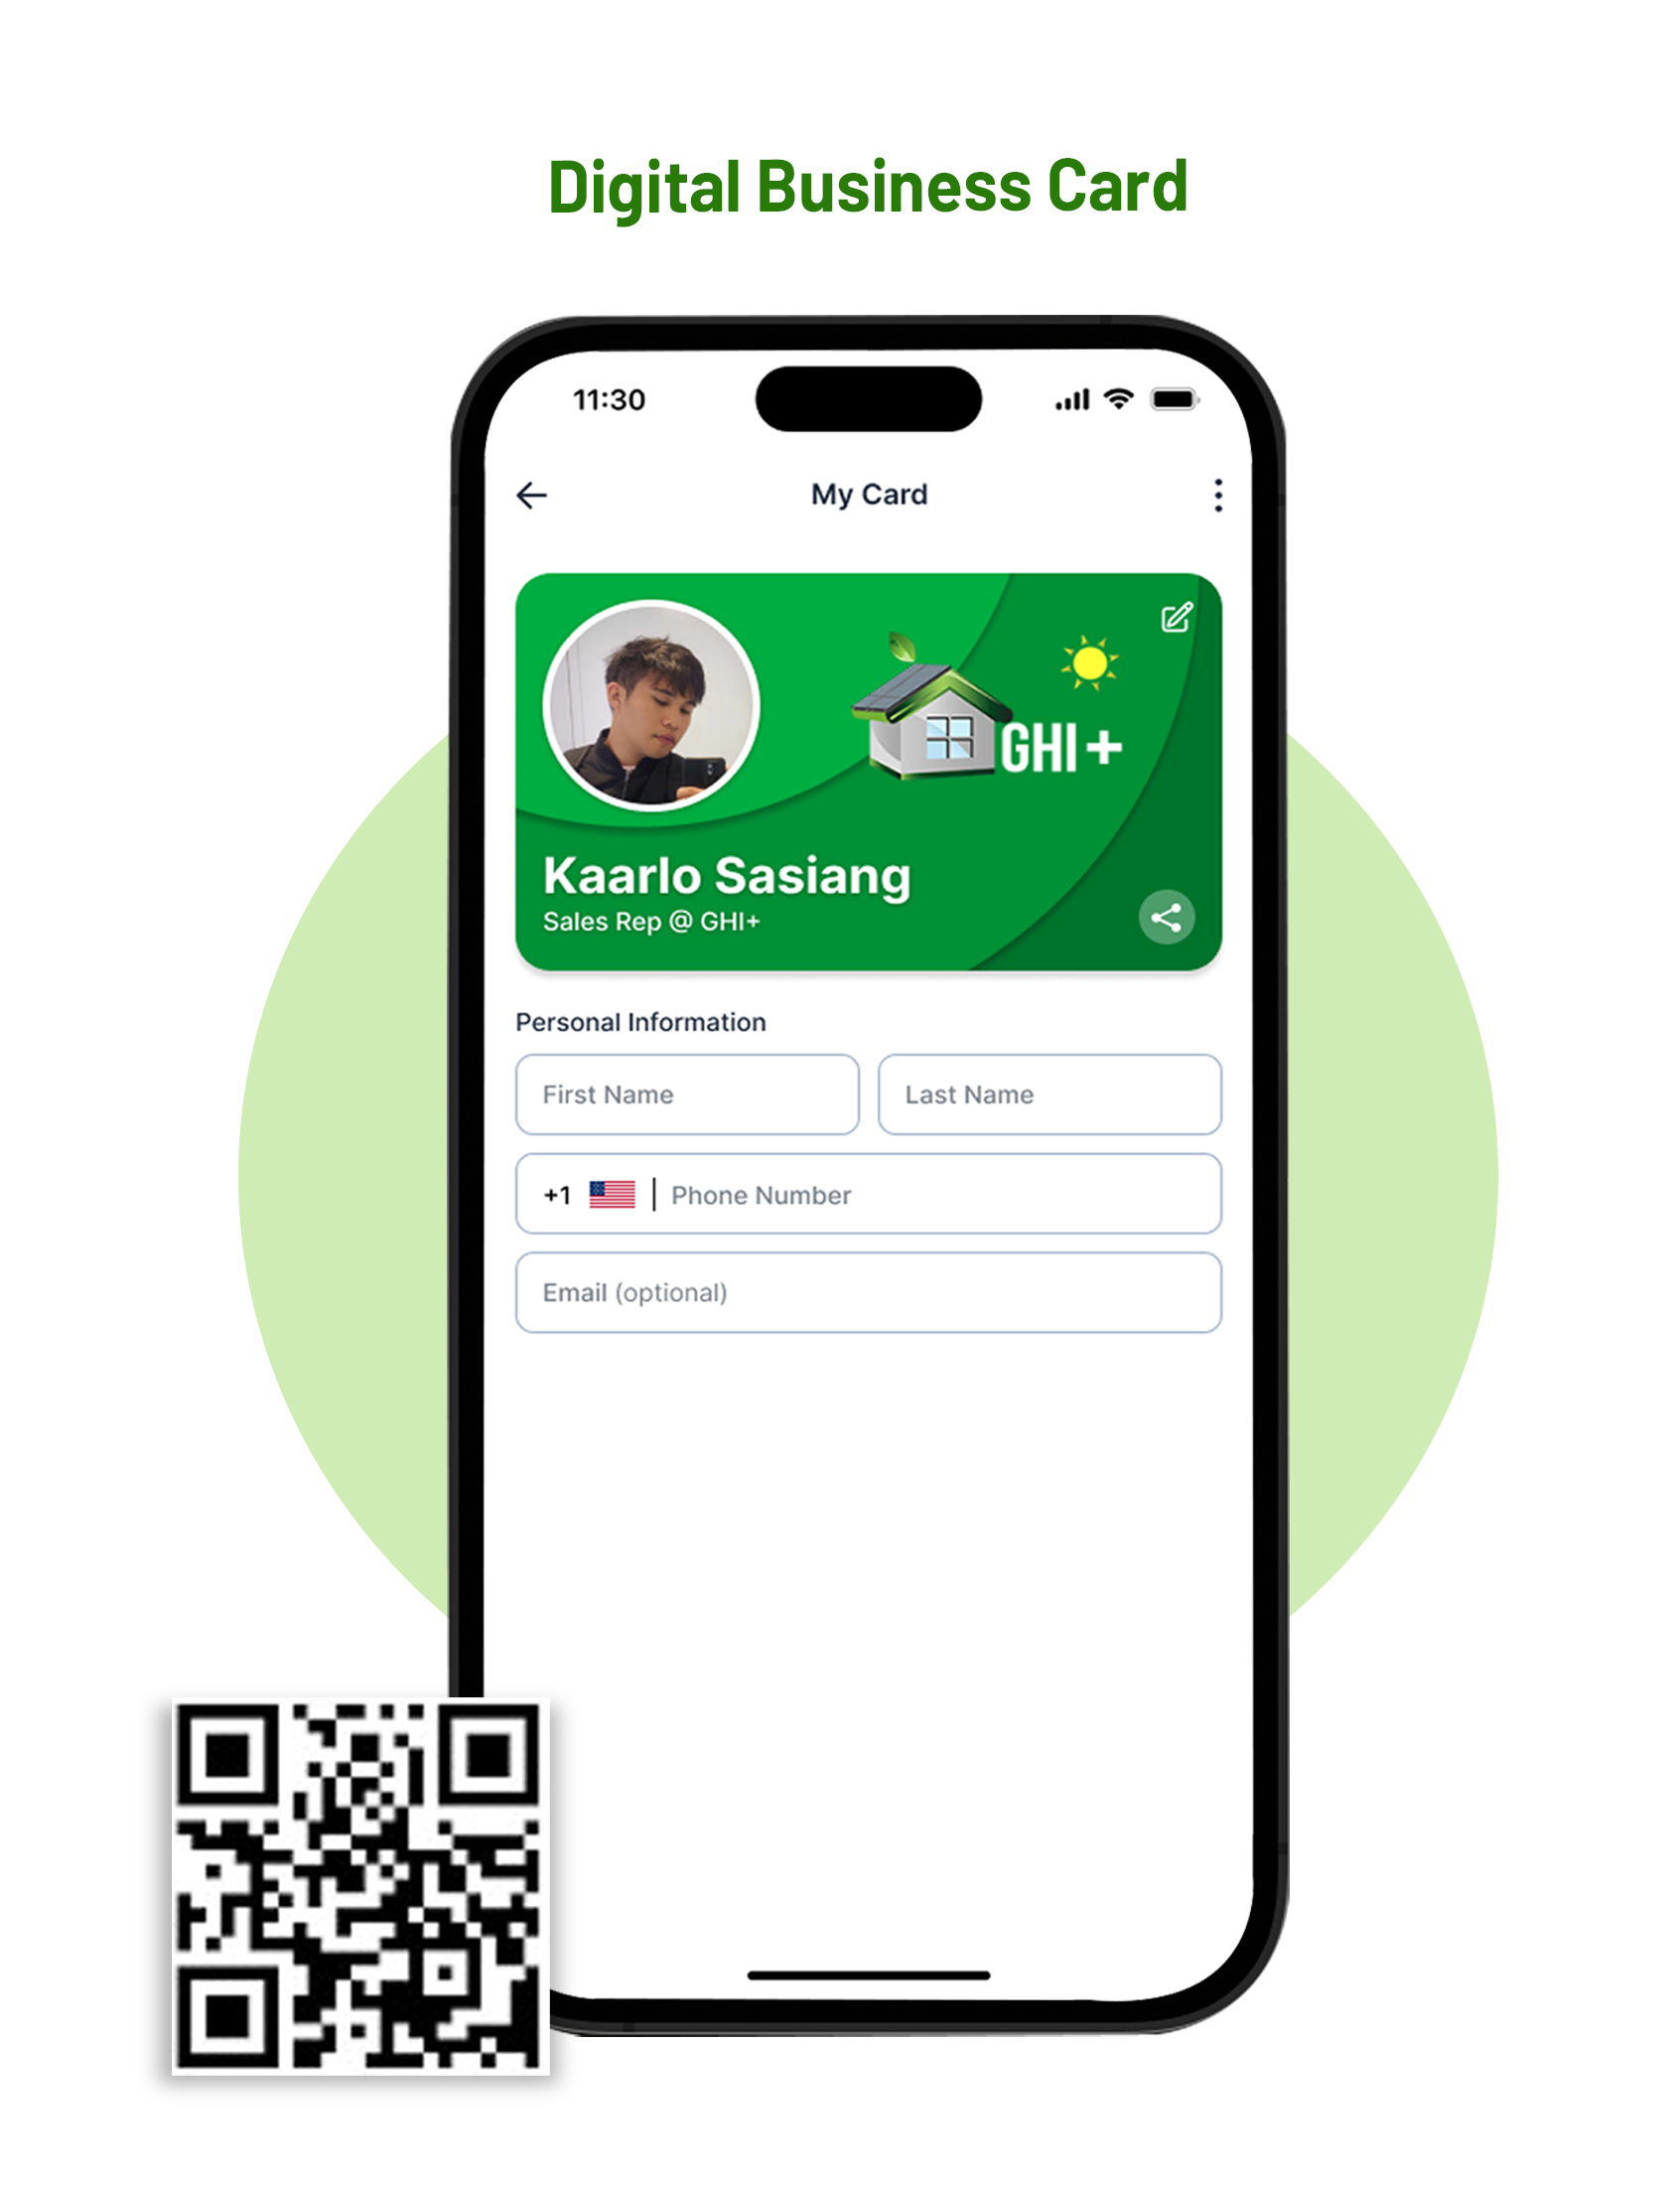 Digital Business Card
11:30
My Card
GHI+
Kaarlo Sasiang
Sales Rep @ GHI+
Personal Information
First Name
Last Name
+1 | Phone Number
Email (optional)